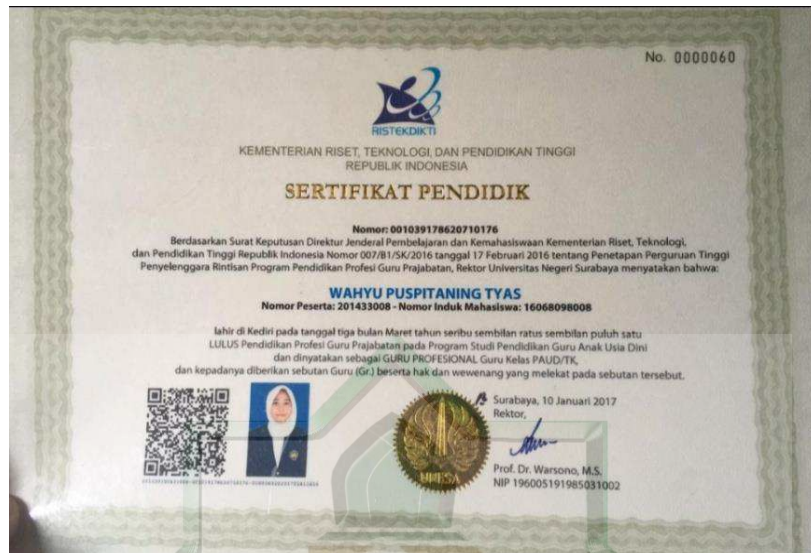 No. 0000060
RISTEKDIKTI
KEMENTERIAN RISET, TEKNOLOGI, DAN PENDIDIKAN TINGGI
REPUBLIK INDONESIA
SERTIFIKAT PENDIDIK
Nomor: 001039178620710176
Berdasarkan Surat Keputusan Direktur Jenderal Pembelajaran dan Kemahasiswaan Kementerian Riset, Teknologi,
dan Pendidikan Tinggi Republik Indonesia Nomor 007/B1/SK/2016 tanggal 17 Februari 2016 tentang Penetapan Perguruan Tinggi
Penyelenggara Rintisan Program Pendidikan Profesi Guru Prajabatan, Rektor Universitas Negeri Surabaya menyatakan bahwa:
WAHYU PUSPITANING TYAS
Nomor Peserta: 201433008 - Nomor Induk Mahasiswa: 16068098008
lahir di Kediri pada tanggal tiga bulan Maret tahun seribu sembilan ratus sembilan puluh satu
LULUS Pendidikan Profesi Guru Prajabatan pada Program Studi Pendidikan Guru Anak Usia Dini
dan dinyatakan sebagai GURU PROFESIONAL Guru Kelas PAUD/TK,
dan kepadanya diberikan sebutan Guru (Gr.) beserta hak dan wewenang yang melekat pada sebutan tersebut.
Surabaya, 10 Januari 2017
Rektor,
UNESA
Prof. Dr. Warsono, M.S.
NIP 196005191985031002